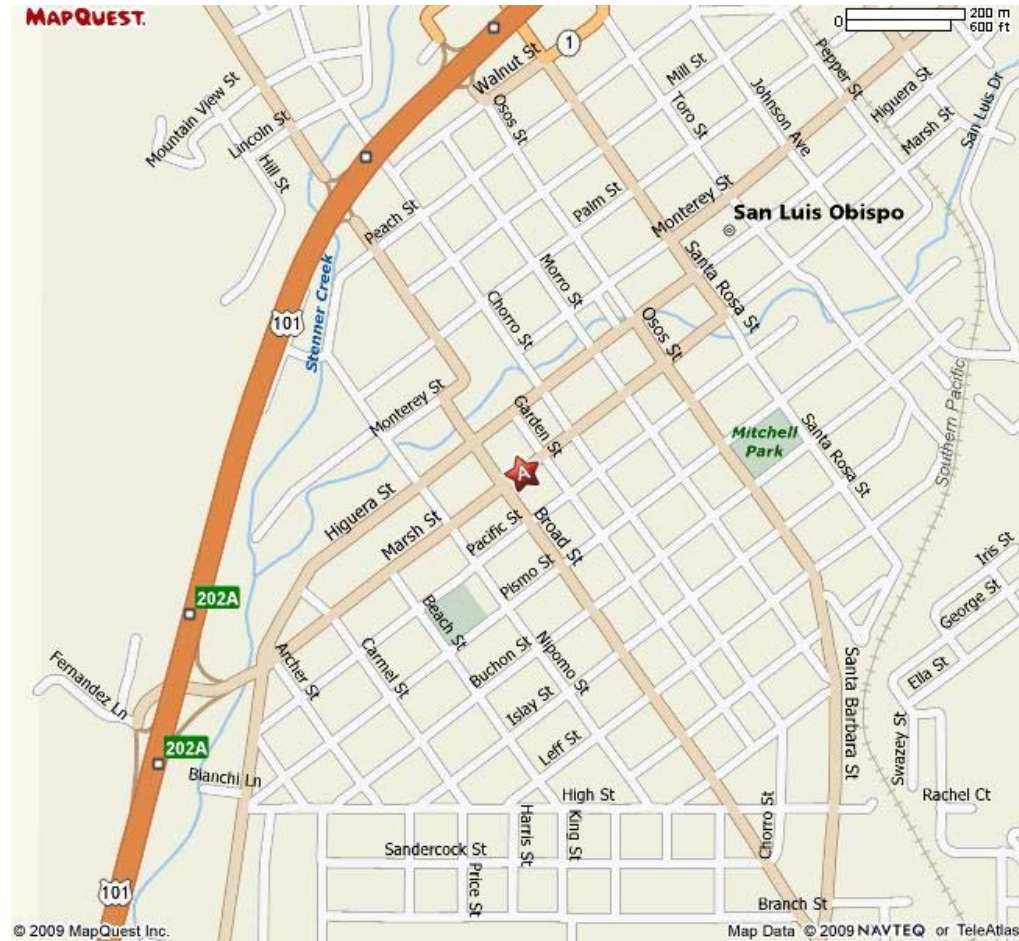 MAPQUEST.
0
200 m
600 ft
1
Walnut St
Mill St
Pepper St
Higuera St
San Luis Dr
Mountain View St
Lincoln St
Hill St
Osos St
Toro St
Johnson Ave
Marsh St
Peach St
Palm St
Monterey St
San Luis Obispo
Stenner Creek
101
Morro St
Chorro St
Santa Rosa St
Osos St
Monterey St
Garden St
Mitchell
Park
Santa Rosa St
Southern Pacific
A
Higuera St
Marsh St
Pacific St
Broad St
Pismo St
Iris St
George St
Ella St
202A
Beach St
Buchon St
Nipomo St
Archer St
Carmel St
Islay St
Leff St
Santa Barbara St
Swazey St
Fernandez Ln
202A
Bianchi Ln
High St
Rachel Ct
Harris St
King St
Chorro St
Sandercock St
Price St
101
Branch St
© 2009 MapQuest Inc.
Map Data © 2009 NAVTEQ or TeleAtlas